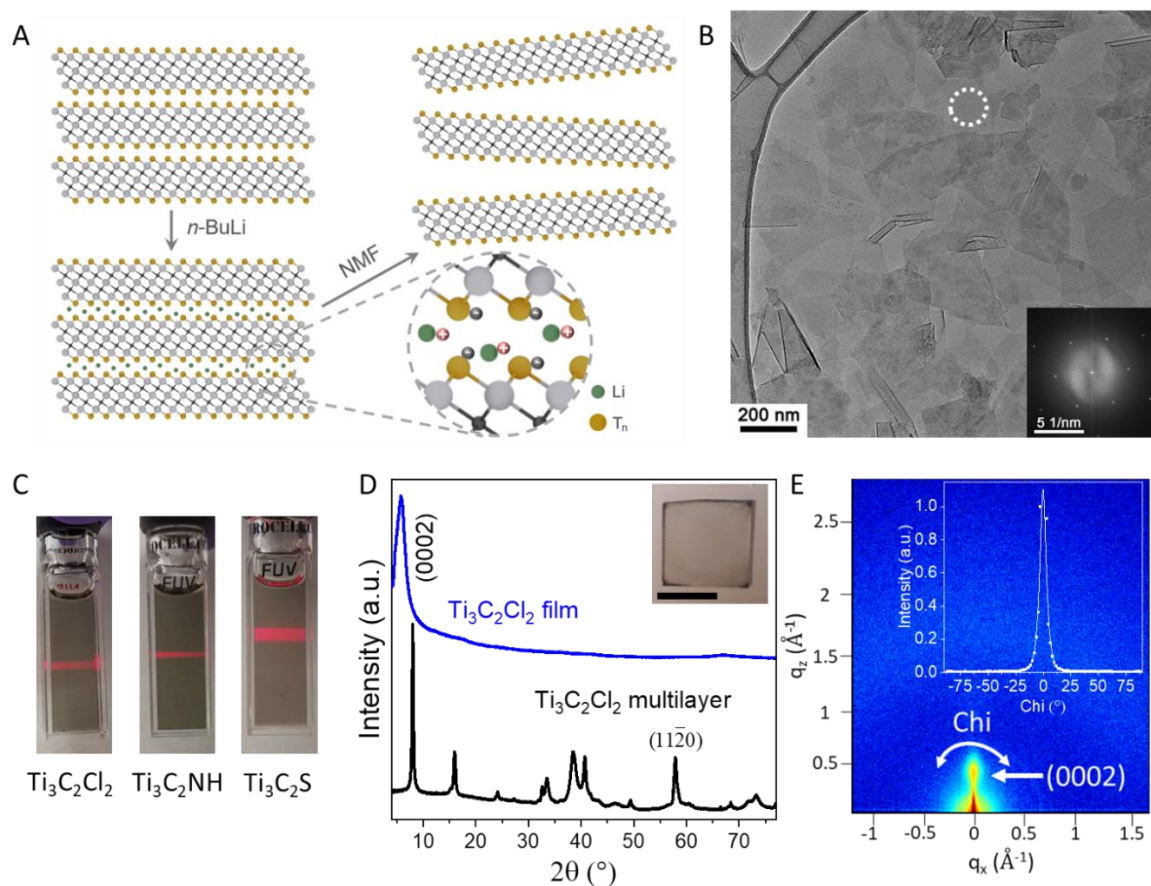 A
n-BuLi
NMF
Li
Tₙ
B
200 nm
5 1/nm
C
FUV
ROCELL
FUV
Ti₃C₂Cl₂
Ti₃C₂NH
Ti₃C₂S
D
Intensity (a.u.)
(0002)
Ti₃C₂Cl₂ film
Ti₃C₂Cl₂ multilayer
(112̅0)
10 20 30 40 50 60 70
2θ (°)
E
q_z (Å⁻¹)
2.5
2
1.5
1
0.5
Intensity (a.u.)
1.0
0.8
0.6
0.4
0.2
0.0
-75 -50 -25 0 25 50 75
Chi (°)
Chi
(0002)
-1 -0.5 0 0.5 1 1.5
qₓ (Å⁻¹)